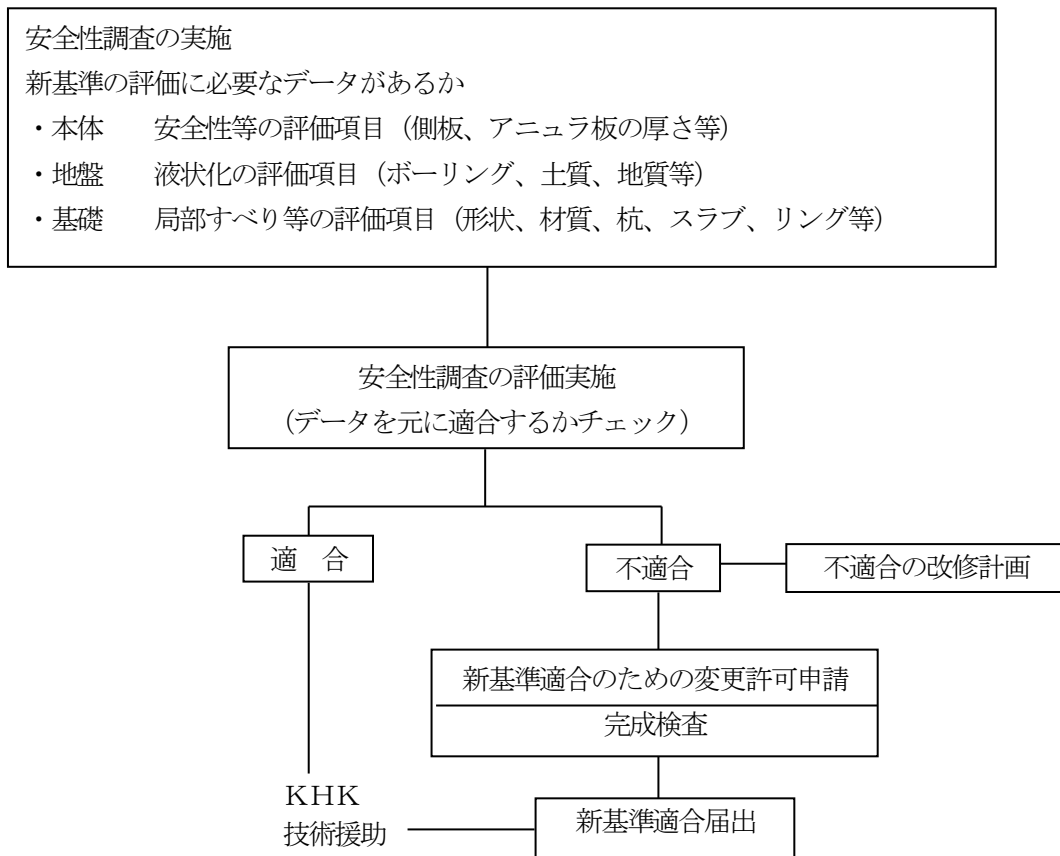 安全性調査の実施
新基準の評価に必要なデータがあるか
・本体　　安全性等の評価項目（側板、アニュラ板の厚さ等）
・地盤　　液状化の評価項目（ボーリング、土質、地質等）
・基礎　　局部すべり等の評価項目（形状、材質、杭、スラブ、リング等）
安全性調査の評価実施
（データを元に適合するかチェック）
適　合
不適合
不適合の改修計画
新基準適合のための変更許可申請
完成検査
ＫＨＫ
技術援助
新基準適合届出